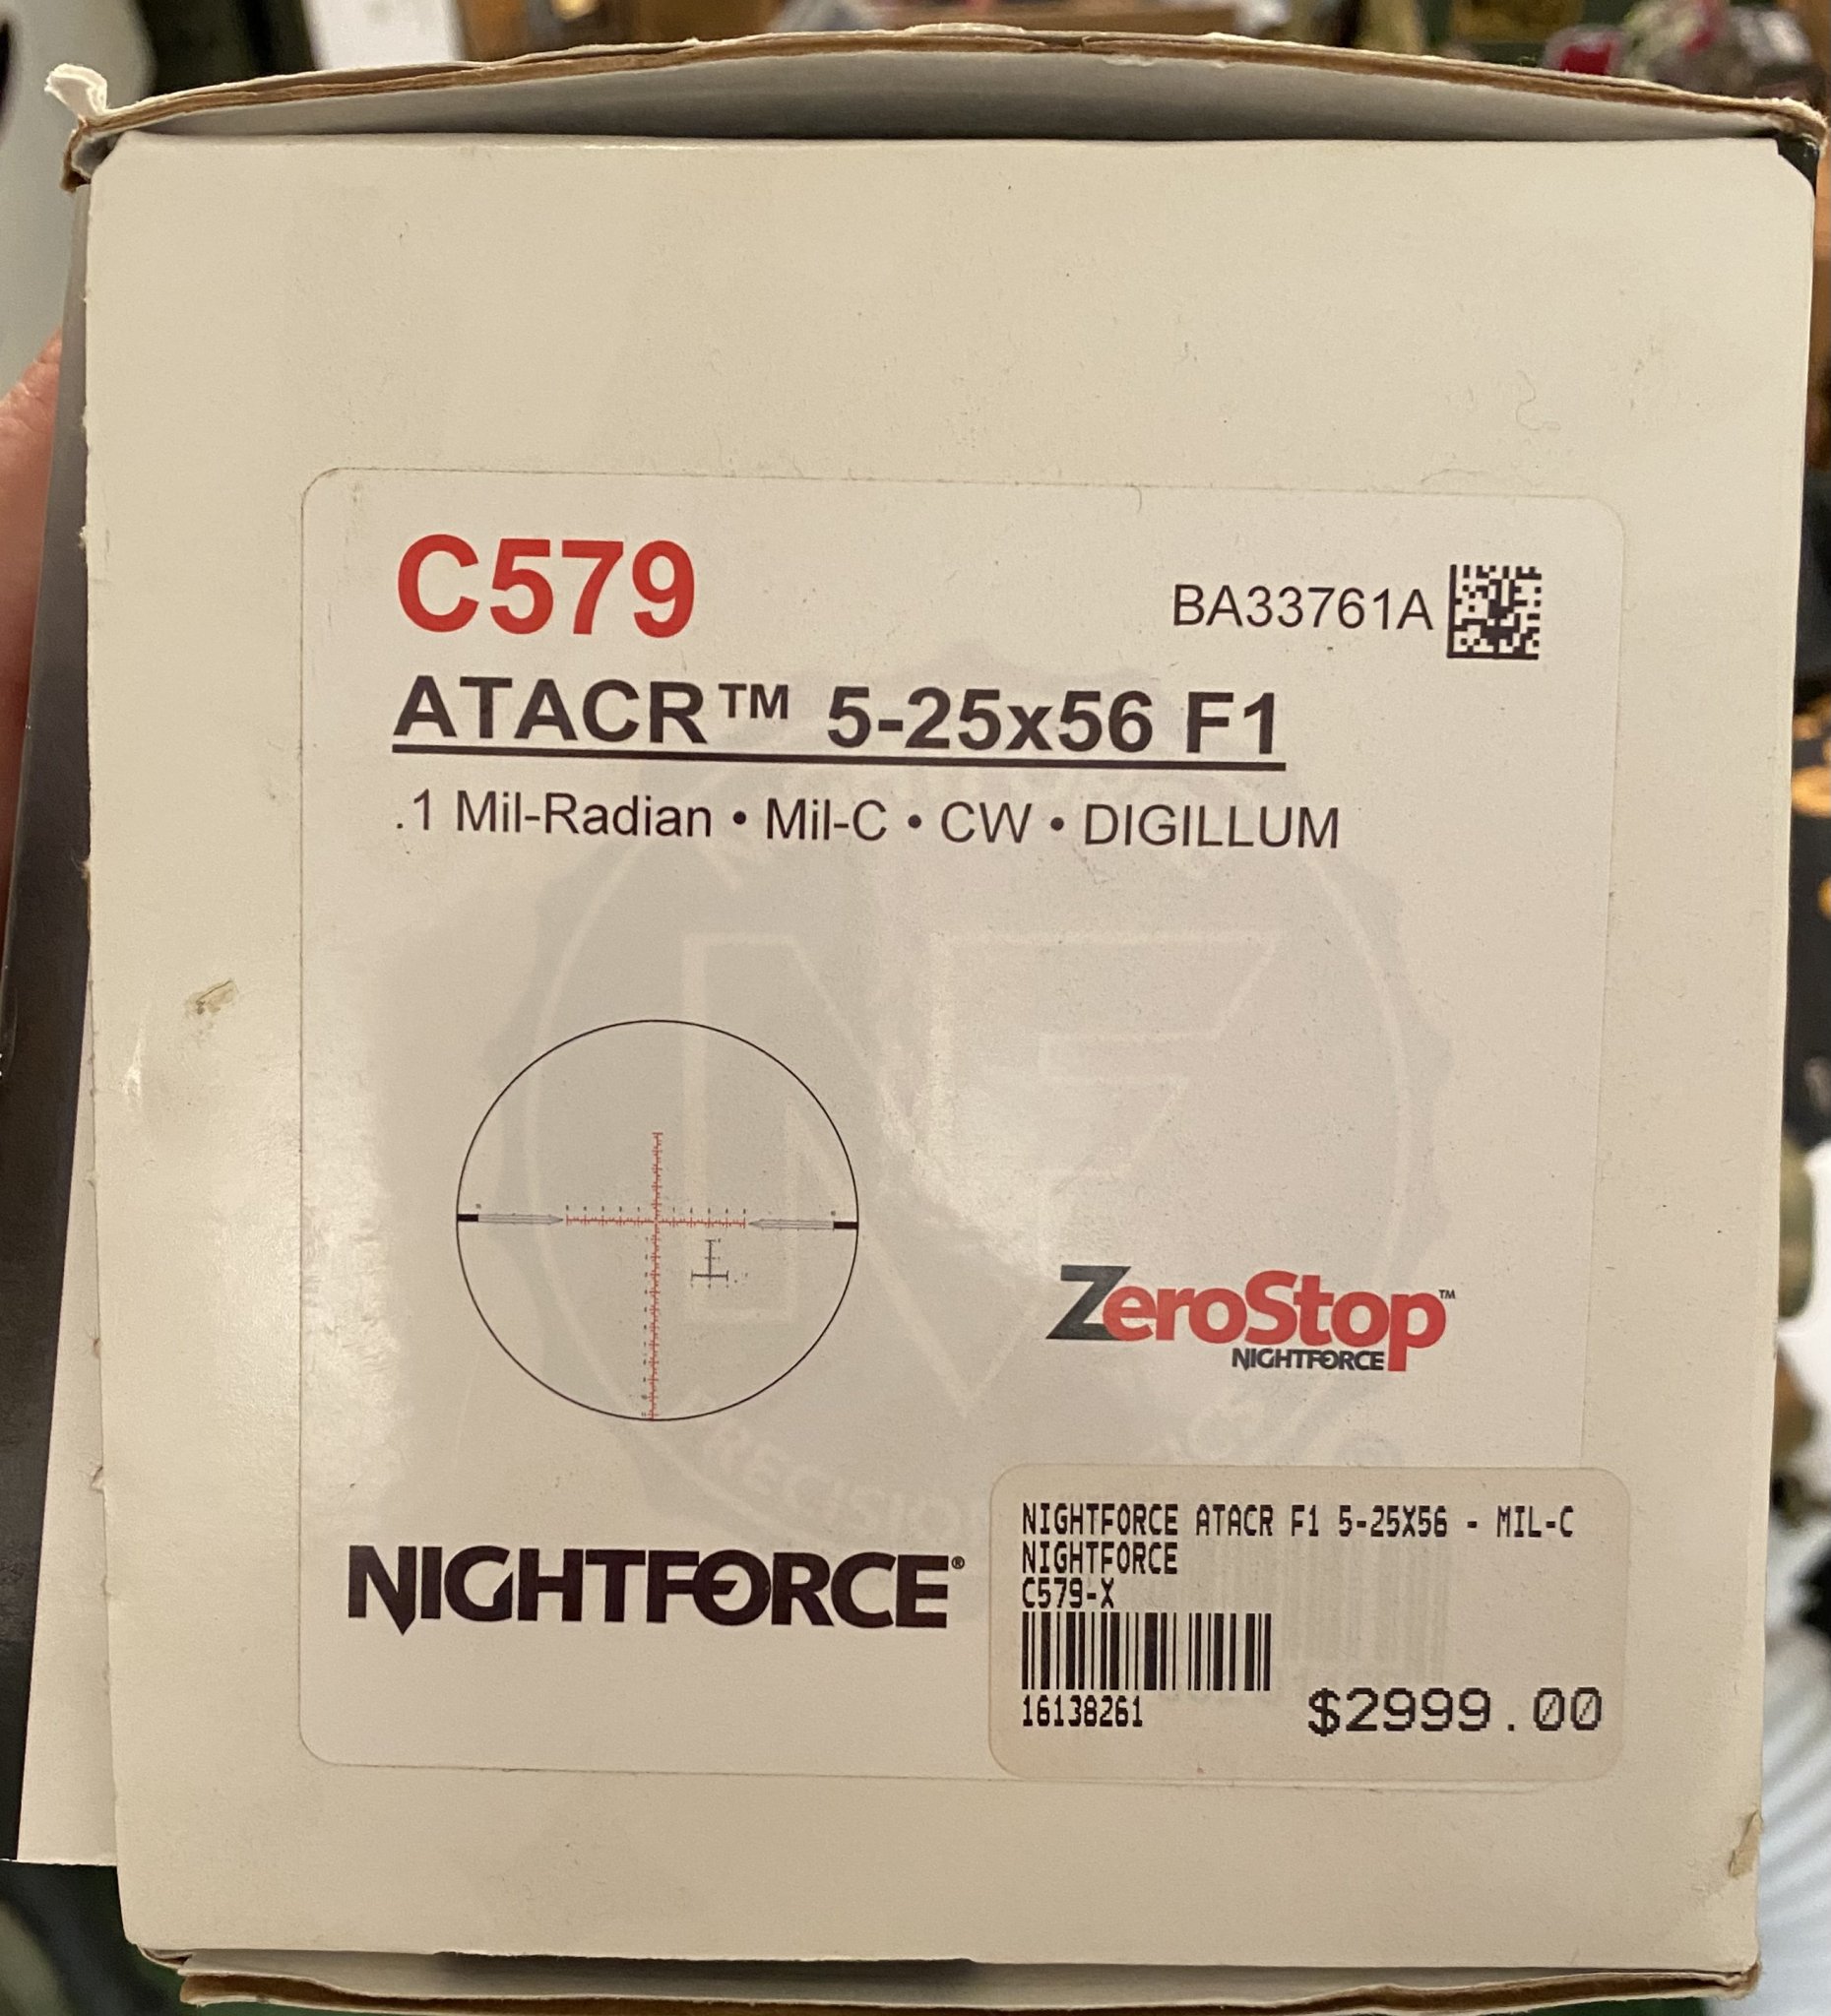 C579
BA33761A
ATACR™ 5-25x56 F1
.1 Mil-Radian • Mil-C • CW • DIGILLUM
ZeroStop™
NIGHTFORCE
PRECISION
NIGHTFORCE®
NIGHTFORCE ATACR F1 5-25X56 - MIL-C
NIGHTFORCE
C579-X
16138261
$2999.00